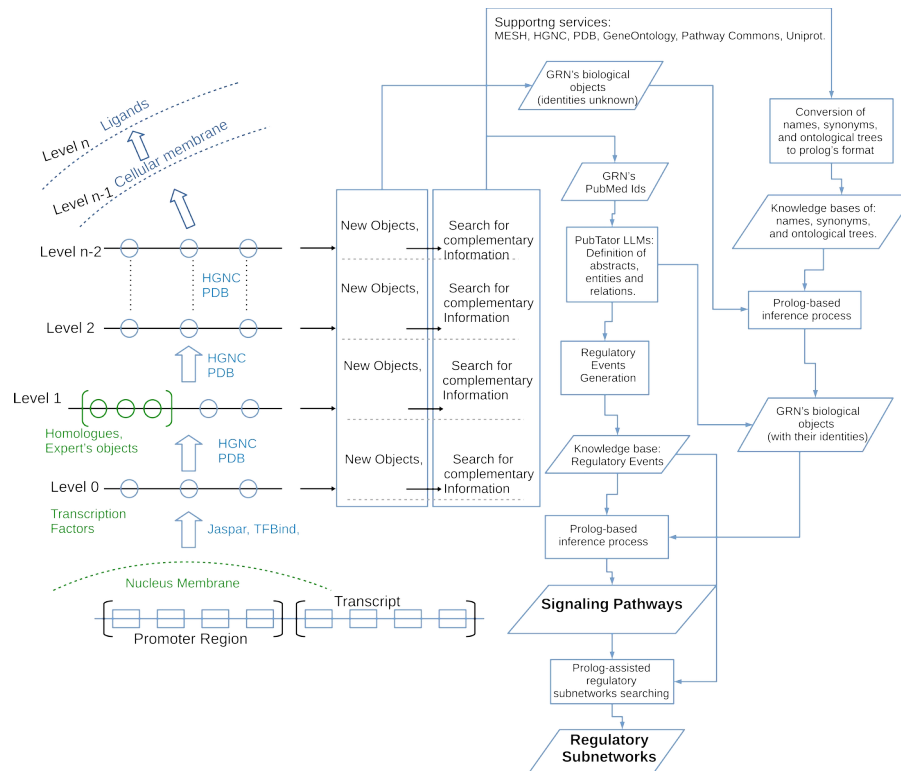 Supportng services:
MESH, HGNC, PDB, GeneOntology, Pathway Commons, Uniprot.
GRN's biological
objects
(identities unknown)
Conversion of
names, synonyms,
and ontological trees
to prolog's format
Level n
Ligands
Level n-1
Cellular membrane
GRN's
PubMed Ids
Knowledge bases of:
names, synonyms,
and ontological trees.
Level n-2
New Objects,
Search for
complementary
Information .
PubTator LLMs:
Definition of
abstracts,
entities and
relations.
HGNC
PDB
New Objects,
Search for
complementary
Information
Prolog-based
inference process
Level 2
HGNC
PDB
New Objects,
Search for
complementary
Information
Regulatory
Events
Generation
Level 1
GRN's biological
objects
(with their identities)
Homologues,
Expert's objects
HGNC
PDB
New Objects,
Search for
complementary
Information
Knowledge base:
Regulatory Events
Level 0
Transcription
Factors
Jaspar, TFBind,
Prolog-based
inference process
Nucleus Membrane
Transcript
Promoter Region
Signaling Pathways
Prolog-assisted
regulatory
subnetworks searching
Regulatory
Subnetworks